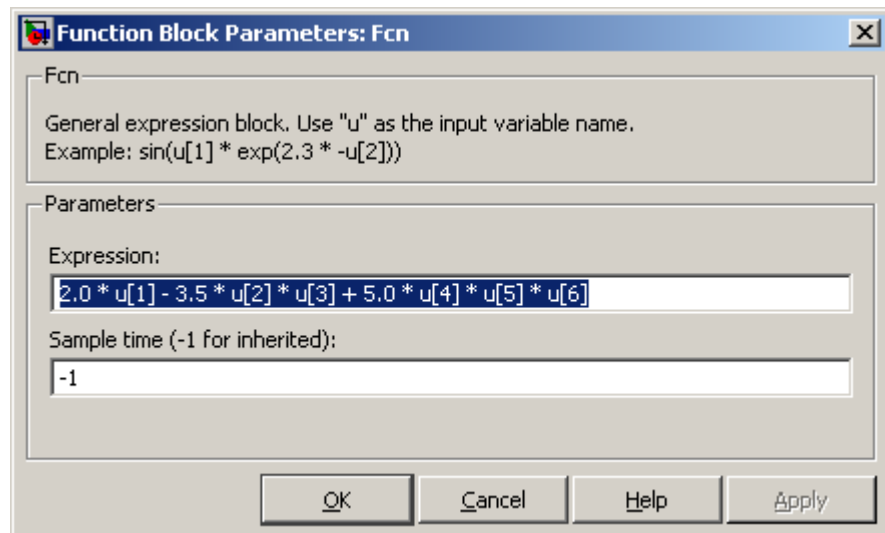 Function Block Parameters: Fcn
Fcn
General expression block. Use "u" as the input variable name.
Example: sin(u[1] * exp(2.3 * -u[2]))
Parameters
Expression:
2.0 * u[1] - 3.5 * u[2] * u[3] + 5.0 * u[4] * u[5] * u[6]
Sample time (-1 for inherited):
-1
OK Cancel Help Apply